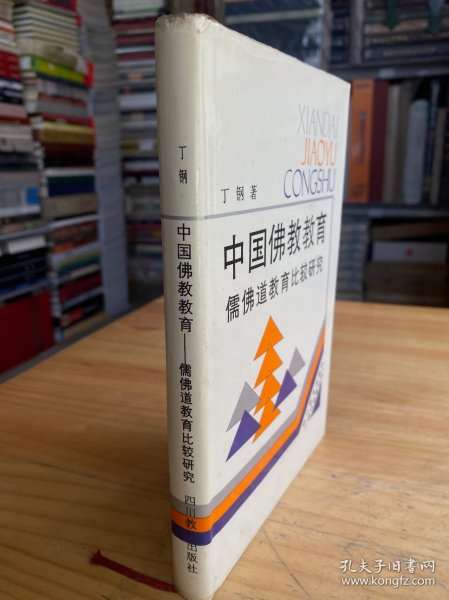 丁钢
中国佛教教育——儒佛道教育比较研究
四川教
出版社
XIANDAI
JIAOYU
CONGSHU
丁钢著
中国佛教教育
儒佛道教育比较研究
孔夫子旧书网
www.kongfz.com